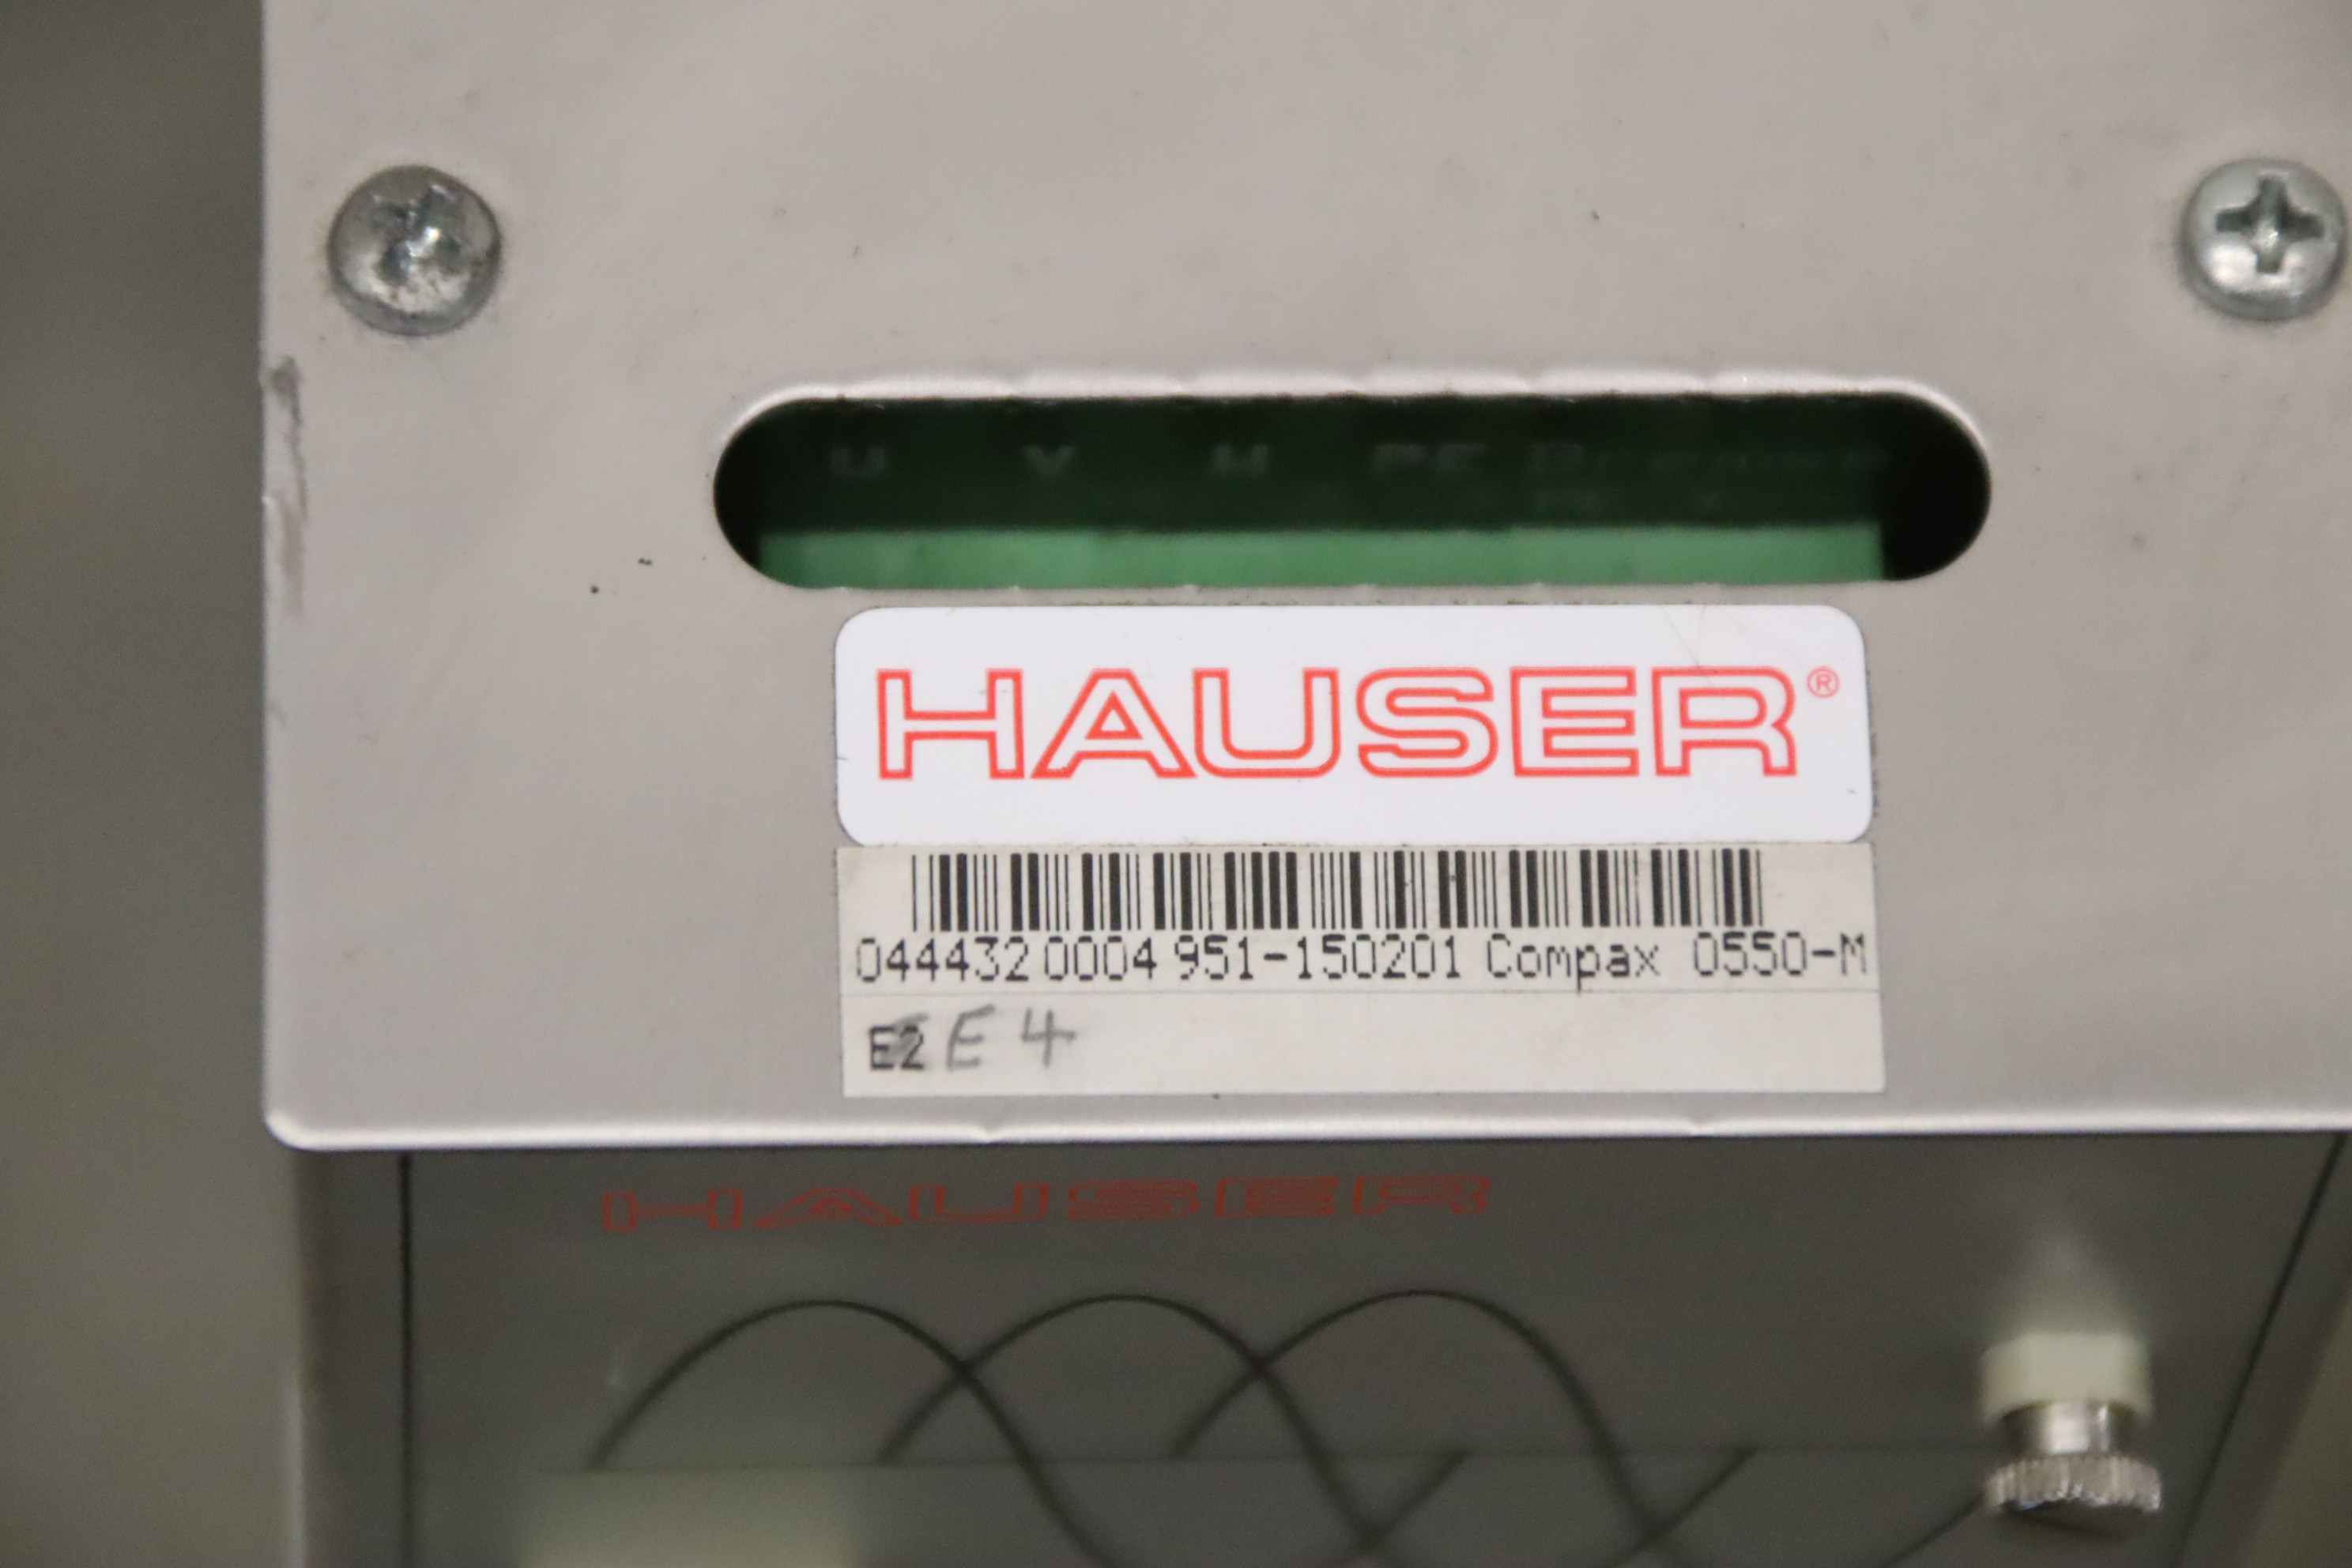 U V W PE
HAUSER®
044432 0004 951-150201 Compax 0550-M
E2 E4
HAUSER